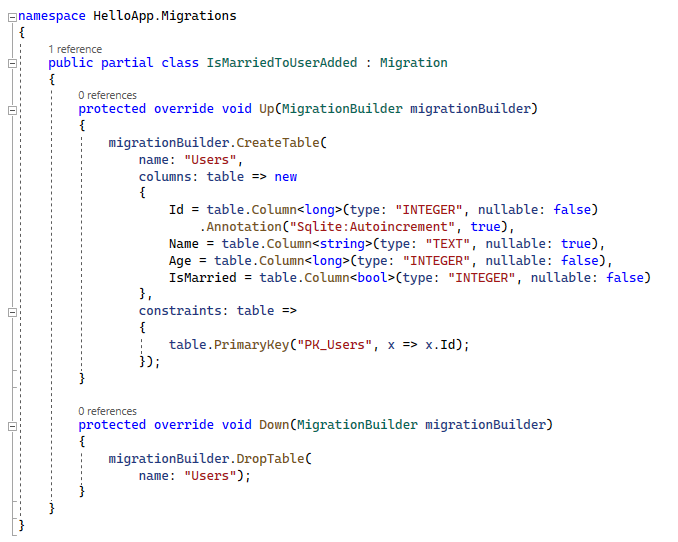 namespace HelloApp.Migrations
{
1 reference
public partial class IsMarriedToUserAdded : Migration
{
0 references
protected override void Up(MigrationBuilder migrationBuilder)
{
migrationBuilder.CreateTable(
name: "Users",
columns: table => new
{
Id = table.Column<long>(type: "INTEGER", nullable: false)
.Annotation("Sqlite:Autoincrement", true),
Name = table.Column<string>(type: "TEXT", nullable: true),
Age = table.Column<long>(type: "INTEGER", nullable: false),
IsMarried = table.Column<bool>(type: "INTEGER", nullable: false)
},
constraints: table =>
{
table.PrimaryKey("PK_Users", x => x.Id);
});
}
0 references
protected override void Down(MigrationBuilder migrationBuilder)
{
migrationBuilder.DropTable(
name: "Users");
}
}
}